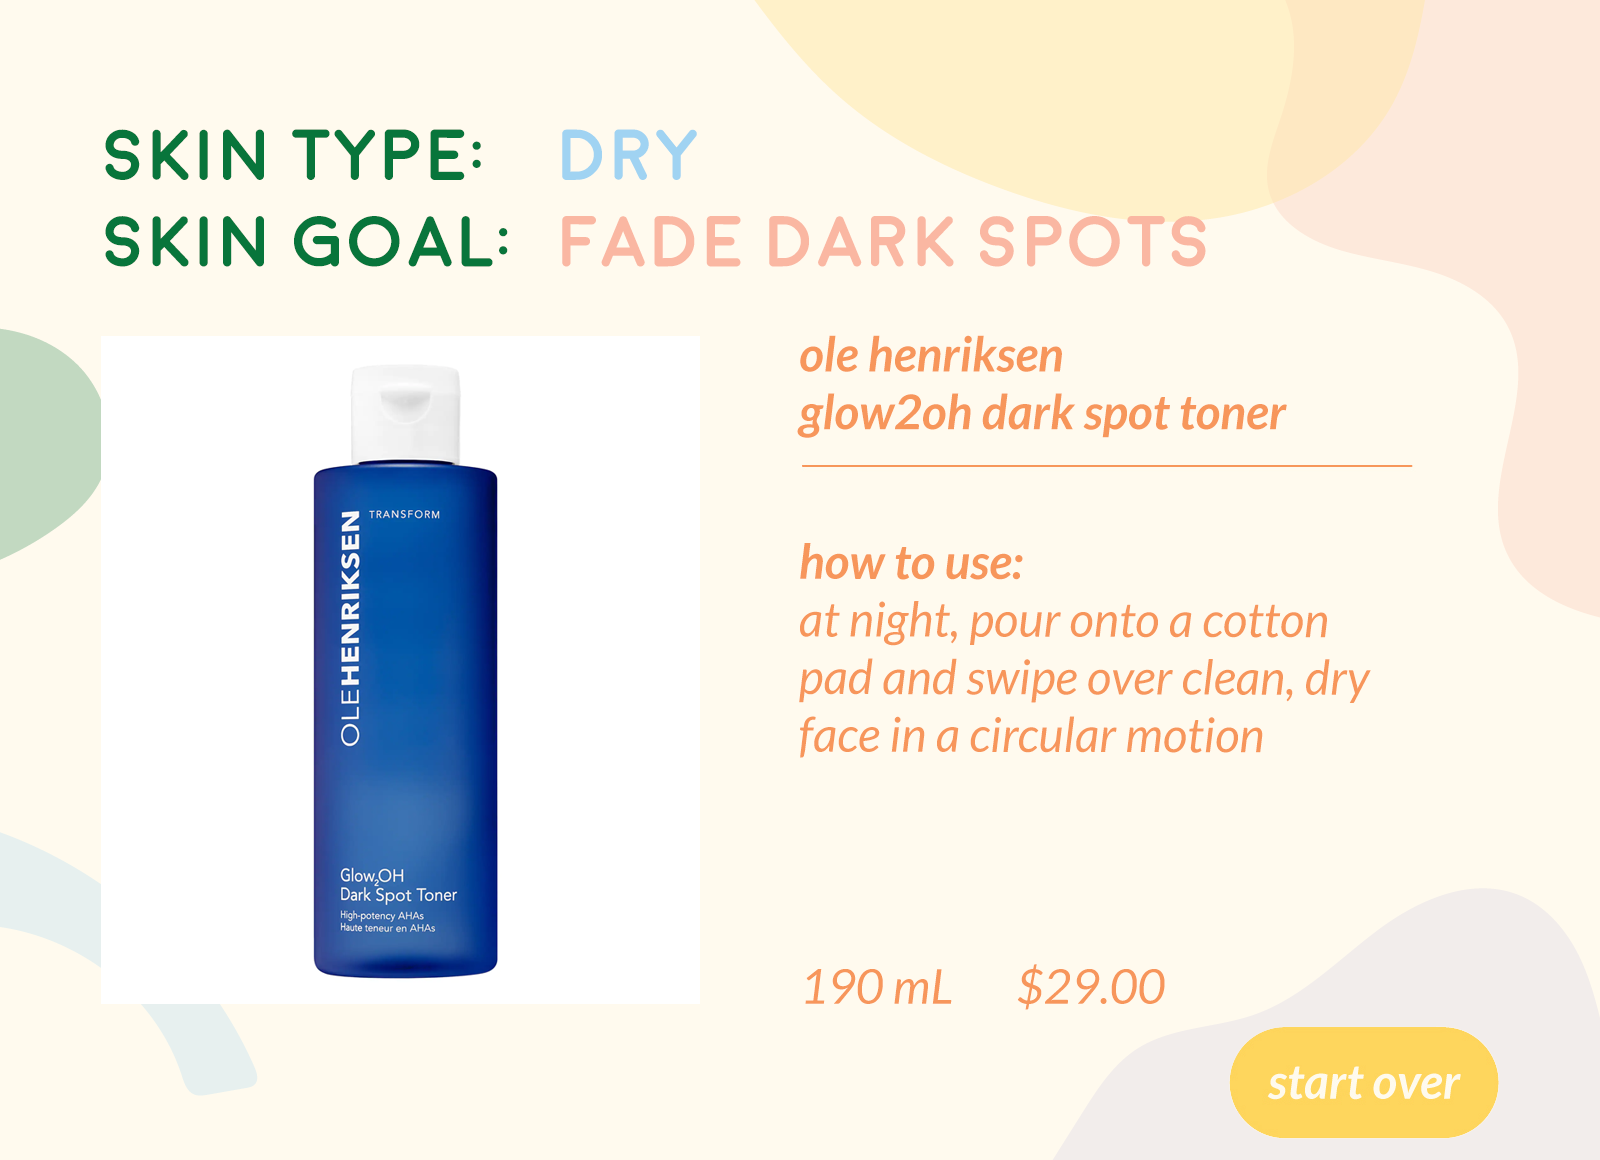 SKIN TYPE: DRY
SKIN GOAL: FADE DARK SPOTS
OLEHENRIKSEN
TRANSFORM
Glow₂OH
Dark Spot Toner
High-potency AHAs
Haute teneur en AHAs
ole henriksen
glow2oh dark spot toner
how to use:
at night, pour onto a cotton
pad and swipe over clean, dry
face in a circular motion
190 mL $29.00
start over